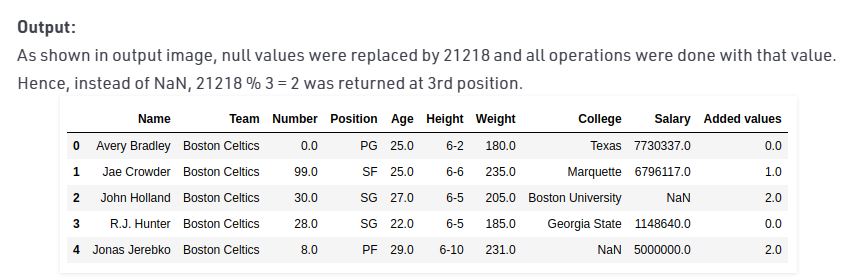 Output:
As shown in output image, null values were replaced by 21218 and all operations were done with that value.
Hence, instead of NaN, 21218 % 3 = 2 was returned at 3rd position.
Name Team Number Position Age Height Weight College Salary Added values
0 Avery Bradley Boston Celtics 0.0 PG 25.0 6-2 180.0 Texas 7730337.0 0.0
1 Jae Crowder Boston Celtics 99.0 SF 25.0 6-6 235.0 Marquette 6796117.0 1.0
2 John Holland Boston Celtics 30.0 SG 27.0 6-5 205.0 Boston University NaN 2.0
3 R.J. Hunter Boston Celtics 28.0 SG 22.0 6-5 185.0 Georgia State 1148640.0 0.0
4 Jonas Jerebko Boston Celtics 8.0 PF 29.0 6-10 231.0 NaN 5000000.0 2.0